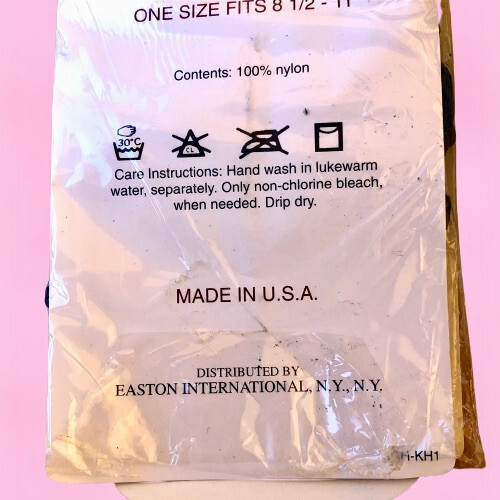 ONE SIZE FITS 8 1/2 - 11
Contents: 100% nylon
30°C
CL
Care Instructions: Hand wash in lukewarm
water, separately. Only non-chlorine bleach,
when needed. Drip dry.
MADE IN U.S.A.
DISTRIBUTED BY
EASTON INTERNATIONAL, N.Y., N.Y.
H-KH1